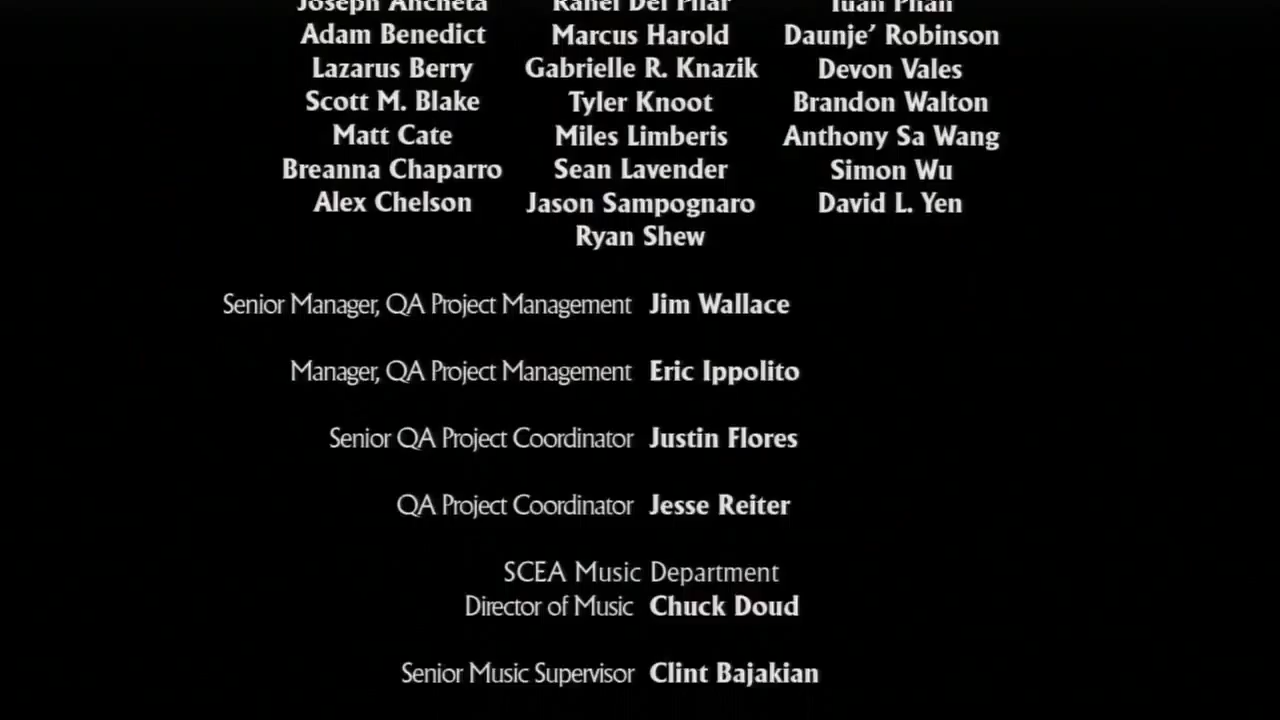 Joseph Ancheta Ranel Del Pilar Tuan Phan
Adam Benedict Marcus Harold Daunje' Robinson
Lazarus Berry Gabrielle R. Knazik Devon Vales
Scott M. Blake Tyler Knoot Brandon Walton
Matt Cate Miles Limberis Anthony Sa Wang
Breanna Chaparro Sean Lavender Simon Wu
Alex Chelson Jason Sampognaro David L. Yen
Ryan Shew
Senior Manager, QA Project Management Jim Wallace
Manager, QA Project Management Eric Ippolito
Senior QA Project Coordinator Justin Flores
QA Project Coordinator Jesse Reiter
SCEA Music Department
Director of Music Chuck Doud
Senior Music Supervisor Clint Bajakian